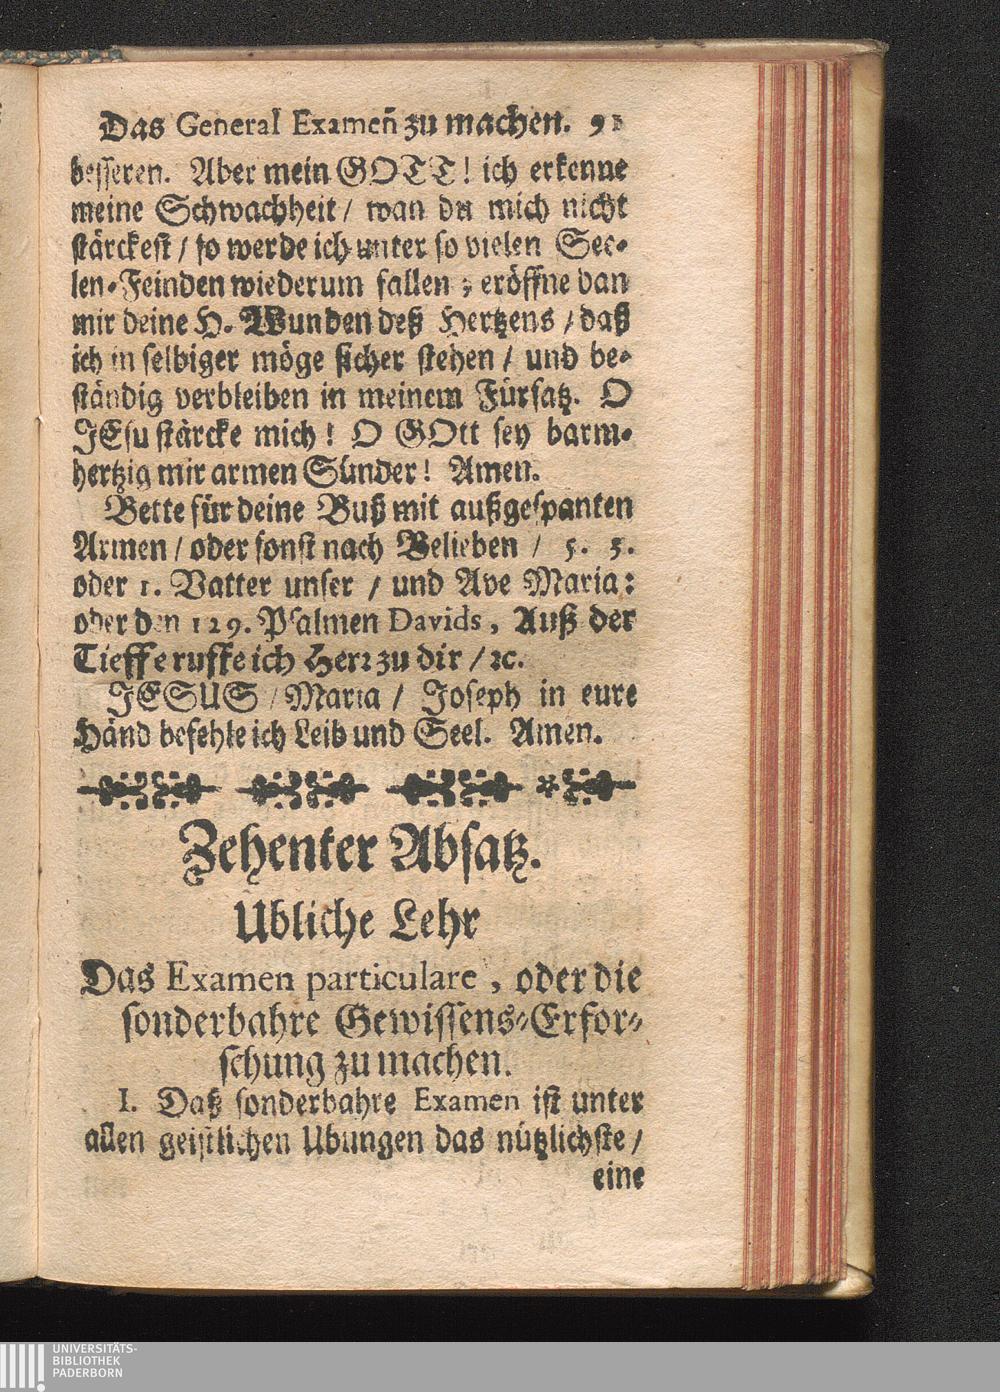 Das General Examen̄ zu machen. 91
besseren. Aber mein GOTT! ich erkenne
meine Schwachheit / wan du mich nicht
stärckest / so werde ich unter so vielen See-
len-Feinden wiederum fallen; eröffne dan
mir deine H. Wunden deß Hertzens / daß
ich in selbiger möge sicher stehen / und be-
ständig verbleiben in meinem Fürsatz. O
JEsu stärcke mich! O GOtt sey barm-
hertzig mir armen Sünder! Amen.
Bette für deine Buß mit außgespanten
Armen / oder sonst nach Belieben / 5. 3.
oder 1. Vatter unser / und Ave Maria:
oder den 129. Psalmen Davids, Auß der
Tieffe ruffe ich Herr zu dir / ꝛc.
JESUS / Maria / Joseph in eure
Händ befehle ich Leib und Seel. Amen.
Zehenter Absatz.
Übliche Lehr
Das Examen particulare, oder die
sonderbahre Gewissens-Erfor-
schung zu machen.
I. Daß sonderbahre Examen ist unter
allen geistlichen Ubungen das nützlichste /
eine
UNIVERSITÄTS-
BIBLIOTHEK
PADERBORN